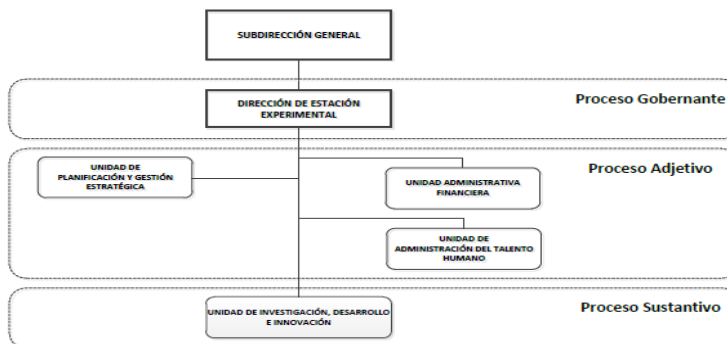 SUBDIRECCIÓN GENERAL
Proceso Gobernante
DIRECCIÓN DE ESTACIÓN
EXPERIMENTAL
Proceso Adjetivo
UNIDAD DE
PLANIFICACIÓN Y GESTIÓN
ESTRATÉGICA
UNIDAD ADMINISTRATIVA
FINANCIERA
UNIDAD DE
ADMINISTRACIÓN DEL TALENTO
HUMANO
Proceso Sustantivo
UNIDAD DE INVESTIGACIÓN, DESARROLLO
E INNOVACIÓN